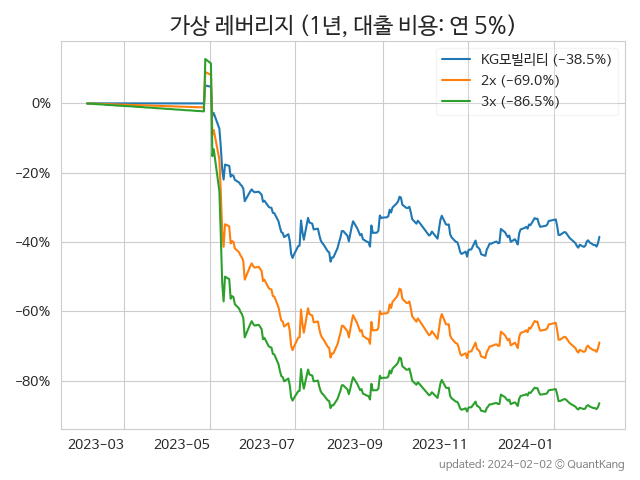 가상 레버리지 (1년, 대출 비용: 연 5%)
KG모빌리티 (−38.5%)
2x (−69.0%)
3x (−86.5%)
0%
−20%
−40%
−60%
−80%
2023−03 2023−05 2023−07 2023−09 2023−11 2024−01
updated: 2024-02-02 © QuantKang